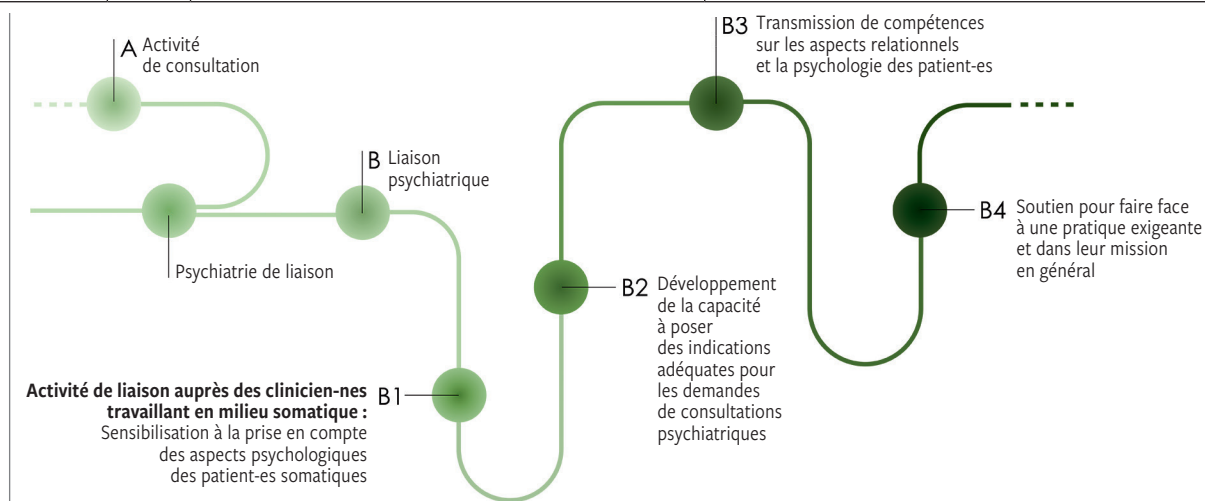 A Activité
de consultation
Psychiatrie de liaison
B Liaison
psychiatrique
Activité de liaison auprès des clinicien-nes
travaillant en milieu somatique :
B1
Sensibilisation à la prise en compte
des aspects psychologiques
des patient-es somatiques
B2 Développement
de la capacité
à poser
des indications
adéquates pour
les demandes
de consultations
psychiatriques
B3 Transmission de compétences
sur les aspects relationnels
et la psychologie des patient-es
B4 Soutien pour faire face
à une pratique exigeante
et dans leur mission
en général